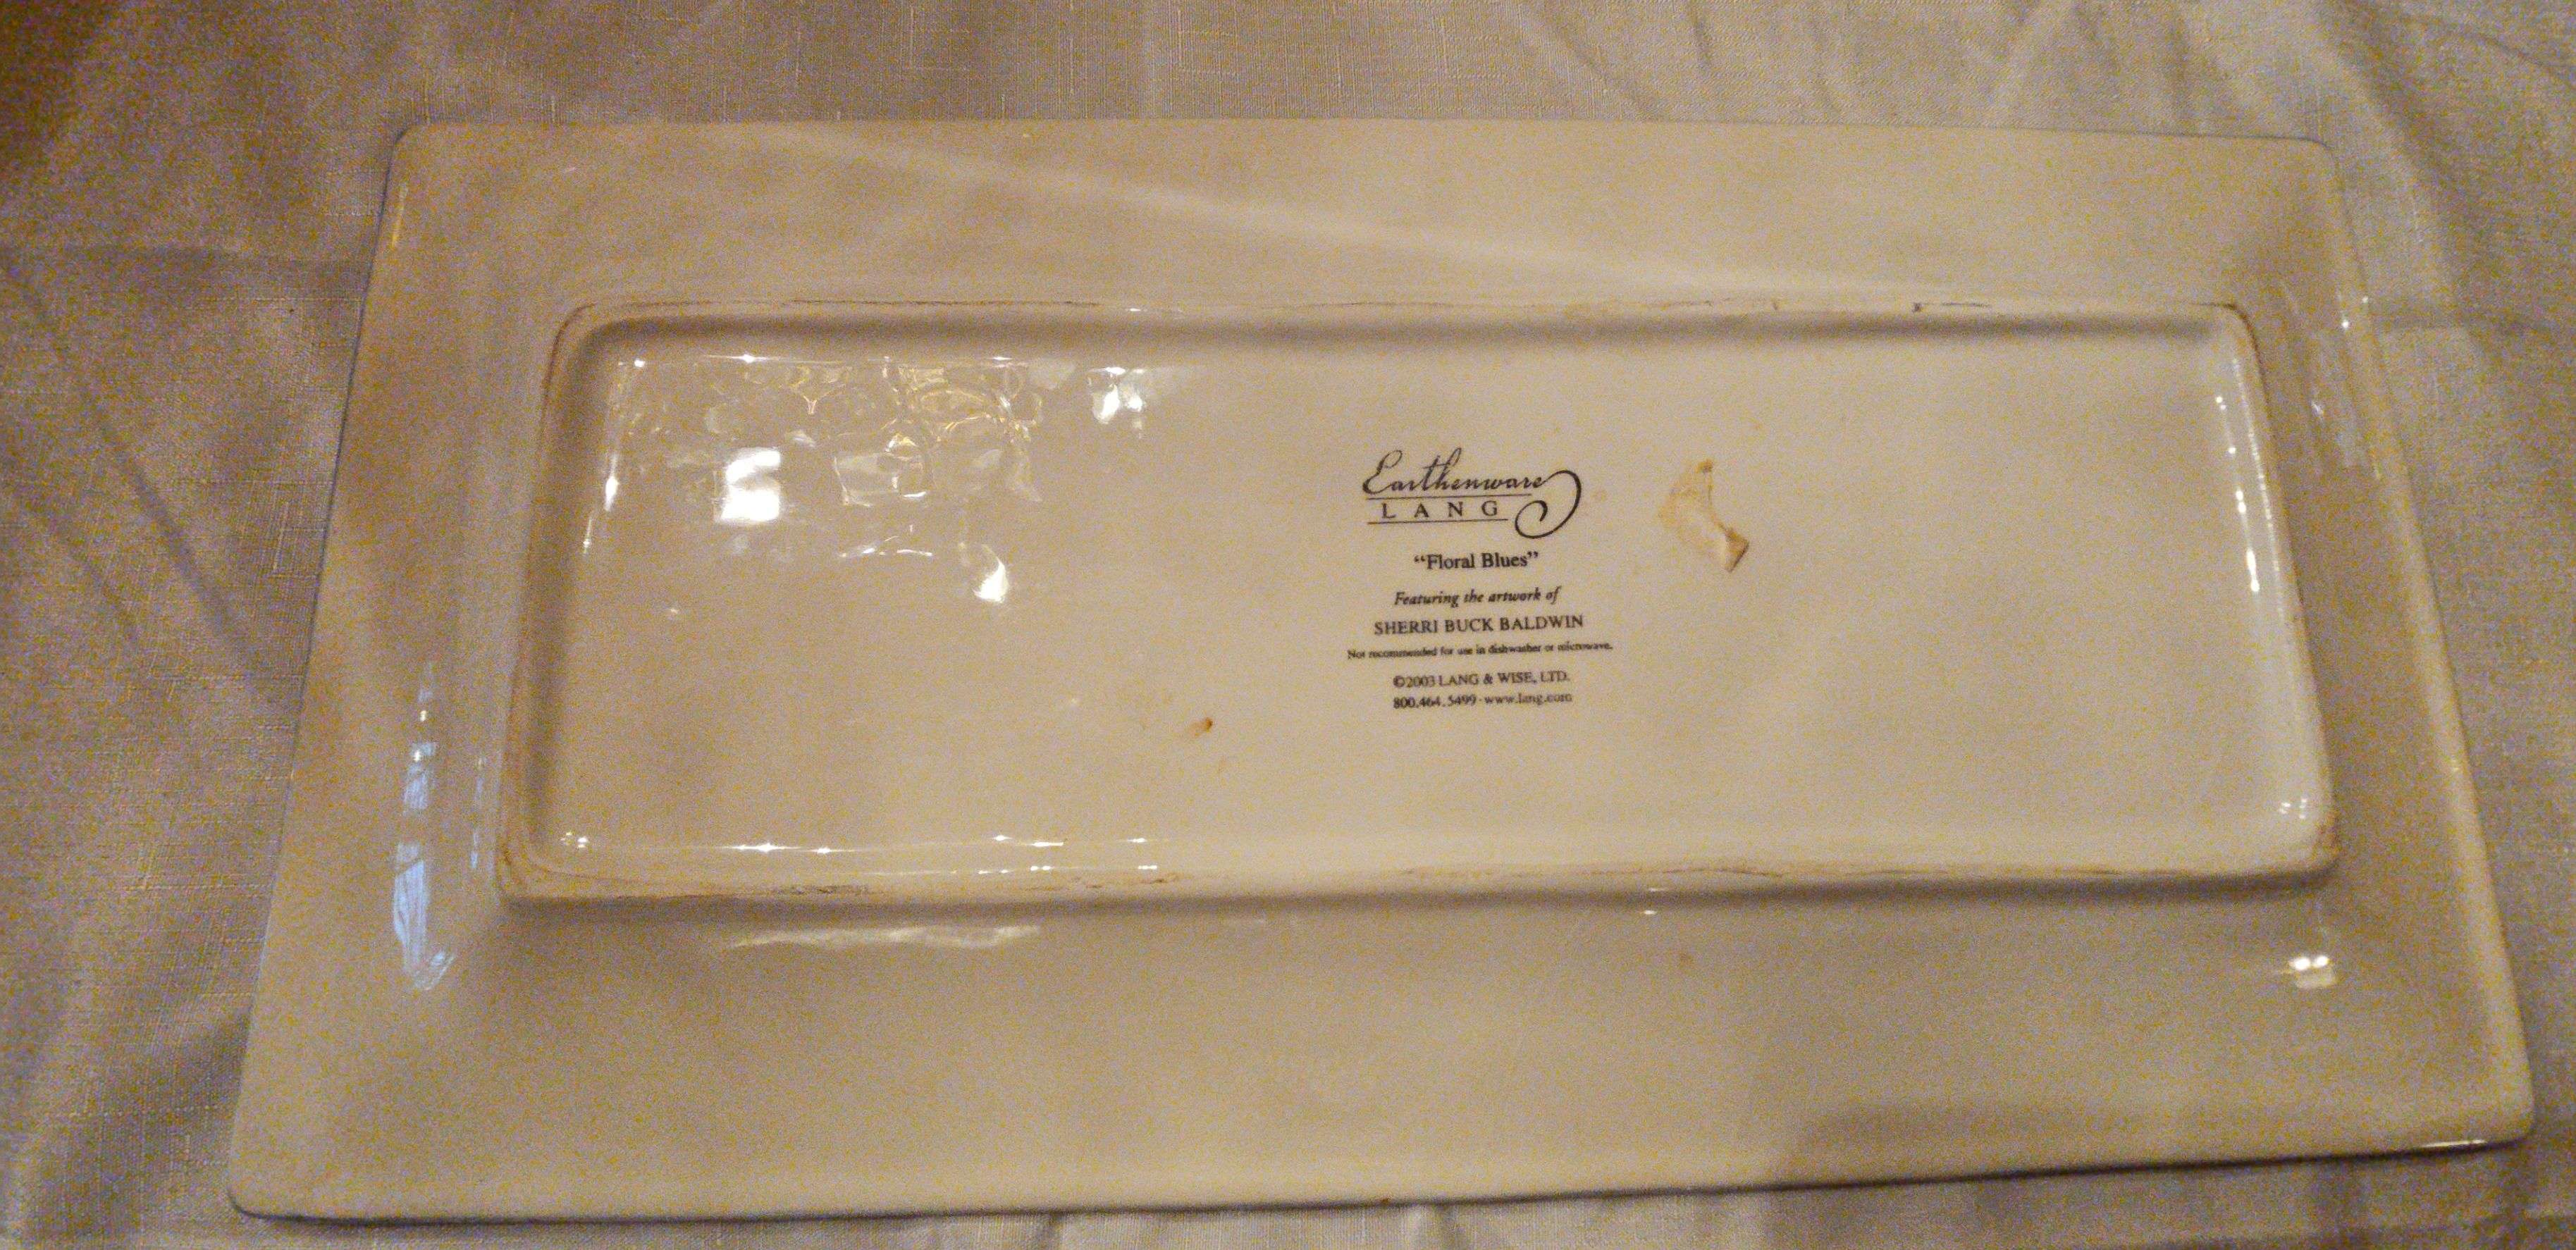 Earthenware
LANG
“Floral Blues”
Featuring the artwork of
SHERRI BUCK BALDWIN
Not recommended for use in dishwasher or microwave.
©2003 LANG & WISE, LTD.
800.464.5499 · www.lang.com